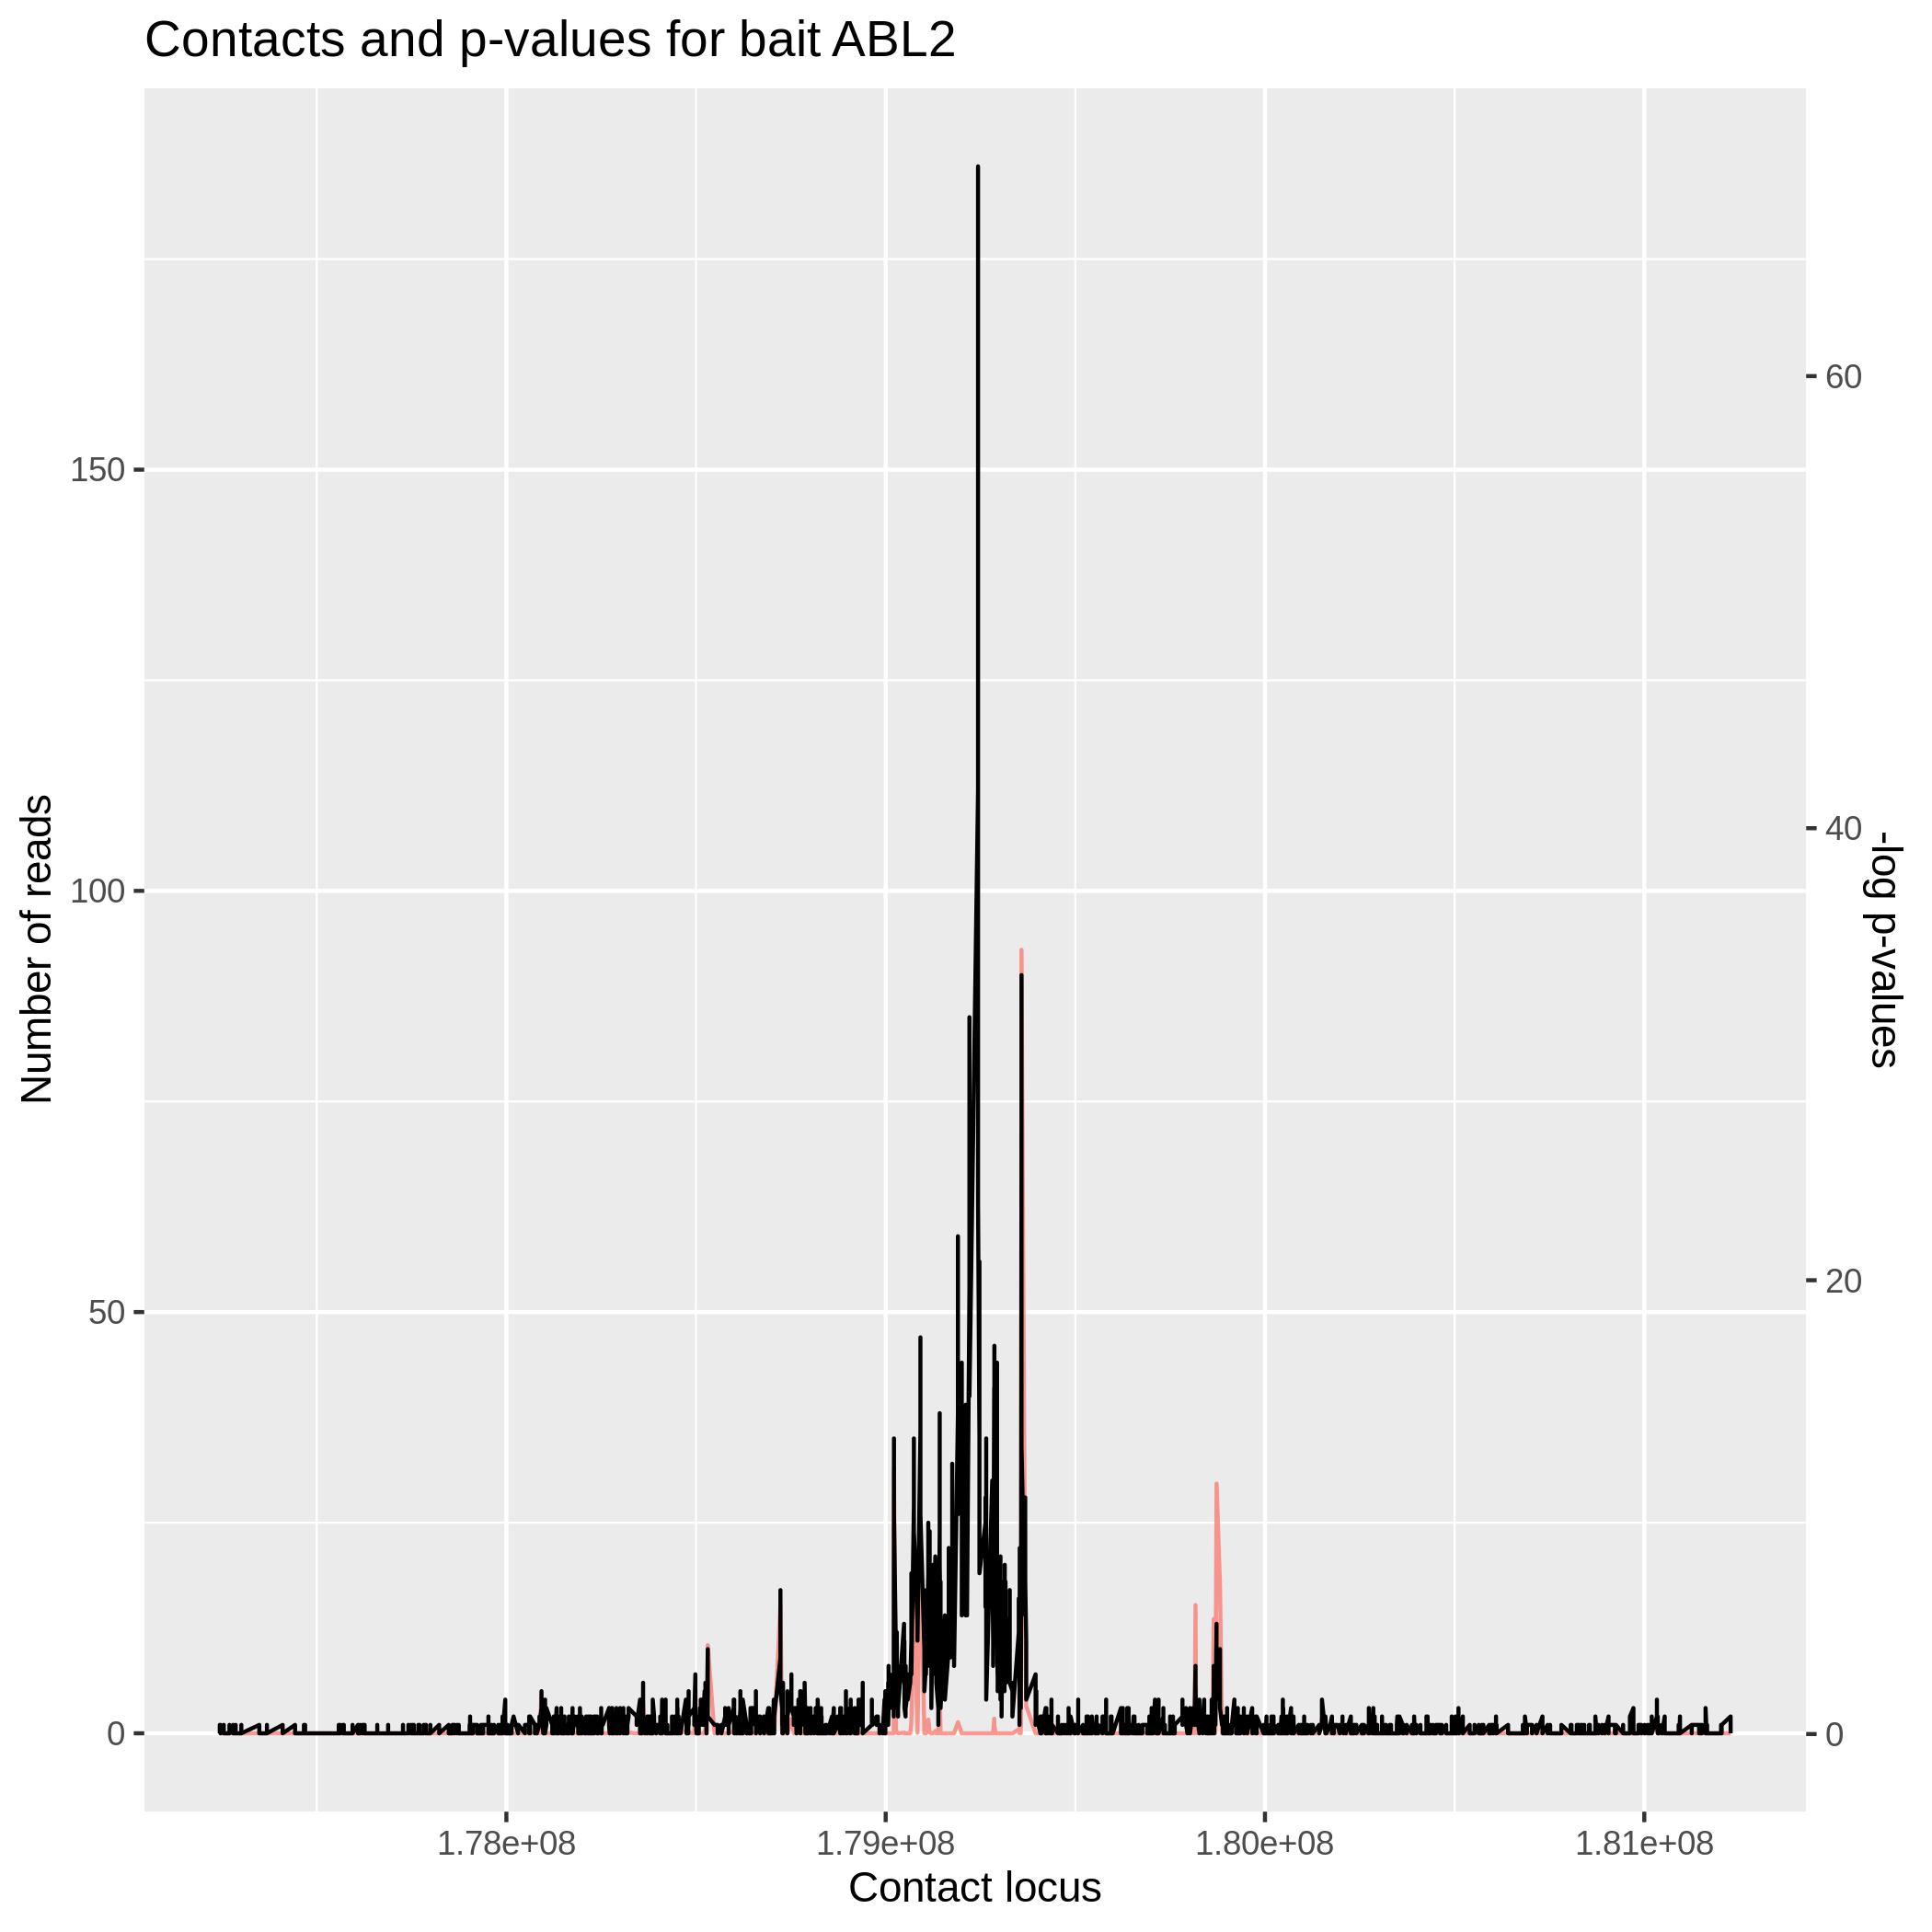 Contacts and p-values for bait ABL2
Number of reads
150
100
50
0
60
40
20
0
-log p-values
1.78e+08
1.79e+08
1.80e+08
1.81e+08
Contact locus